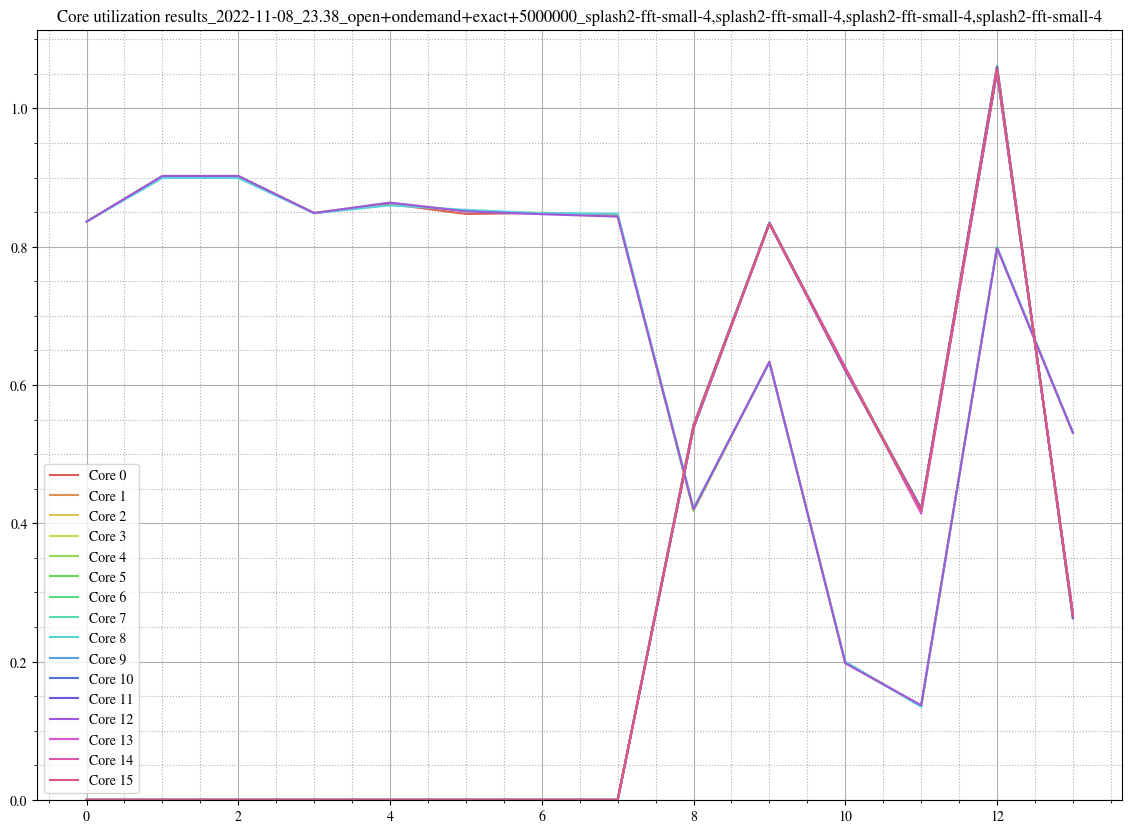 Core utilization results_2022-11-08_23.38_open+ondemand+exact+5000000_splash2-fft-small-4,splash2-fft-small-4,splash2-fft-small-4,splash2-fft-small-4
1.0
0.8
0.6
0.4
0.2
0.0
Core 0
Core 1
Core 2
Core 3
Core 4
Core 5
Core 6
Core 7
Core 8
Core 9
Core 10
Core 11
Core 12
Core 13
Core 14
Core 15
0 2 4 6 8 10 12